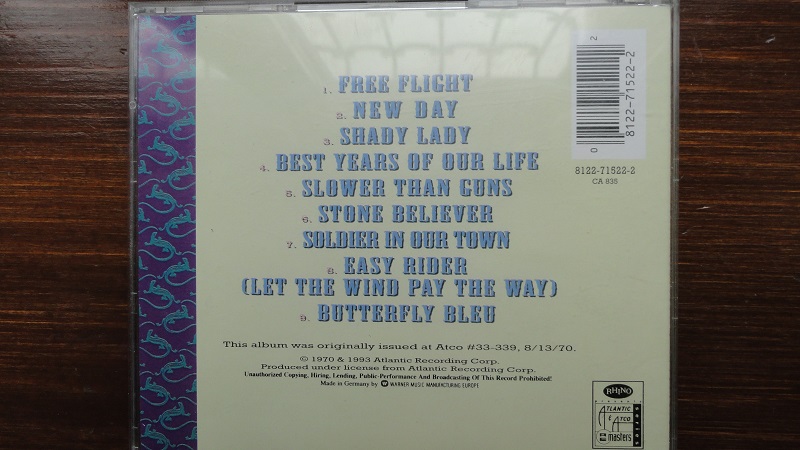 1. FREE FLIGHT
2. NEW DAY
3. SHADY LADY
4. BEST YEARS OF OUR LIFE
5. SLOWER THAN GUNS
6. STONE BELIEVER
7. SOLDIER IN OUR TOWN
8. EASY RIDER
(LET THE WIND PAY THE WAY)
9. BUTTERFLY BLEU
This album was originally issued at Atco #33-339, 8/13/70.
© 1970 & 1993 Atlantic Recording Corp.
Produced under license from Atlantic Recording Corp.
Unauthorized Copying, Hiring, Lending, Public-Performance And Broadcasting Of This Record Prohibited!
Made in Germany by WARNER MUSIC MANUFACTURING EUROPE
2
0 8122-71522-2
8122-71522-2
CA 835
RHINO
presents
ATLANTIC
& ATCO
masters
series